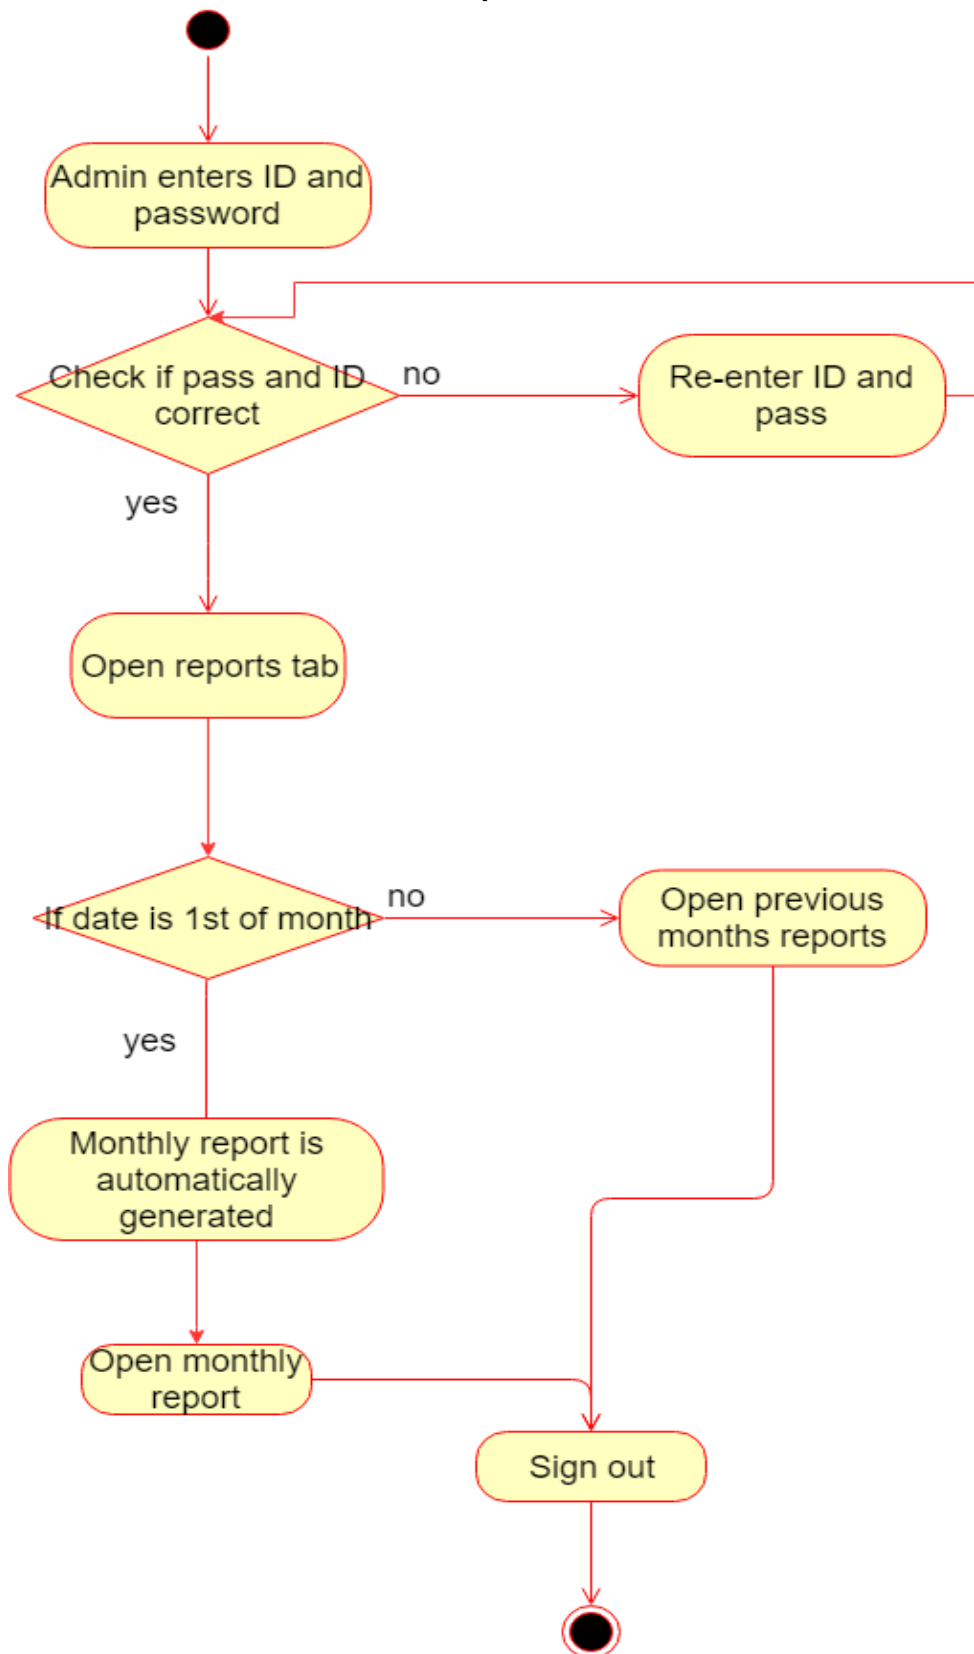 Admin enters ID and
password
Check if pass and ID
correct
no
Re-enter ID and
pass
yes
Open reports tab
If date is 1st of month
no
Open previous
months reports
yes
Monthly report is
automatically
generated
Open monthly
report
Sign out